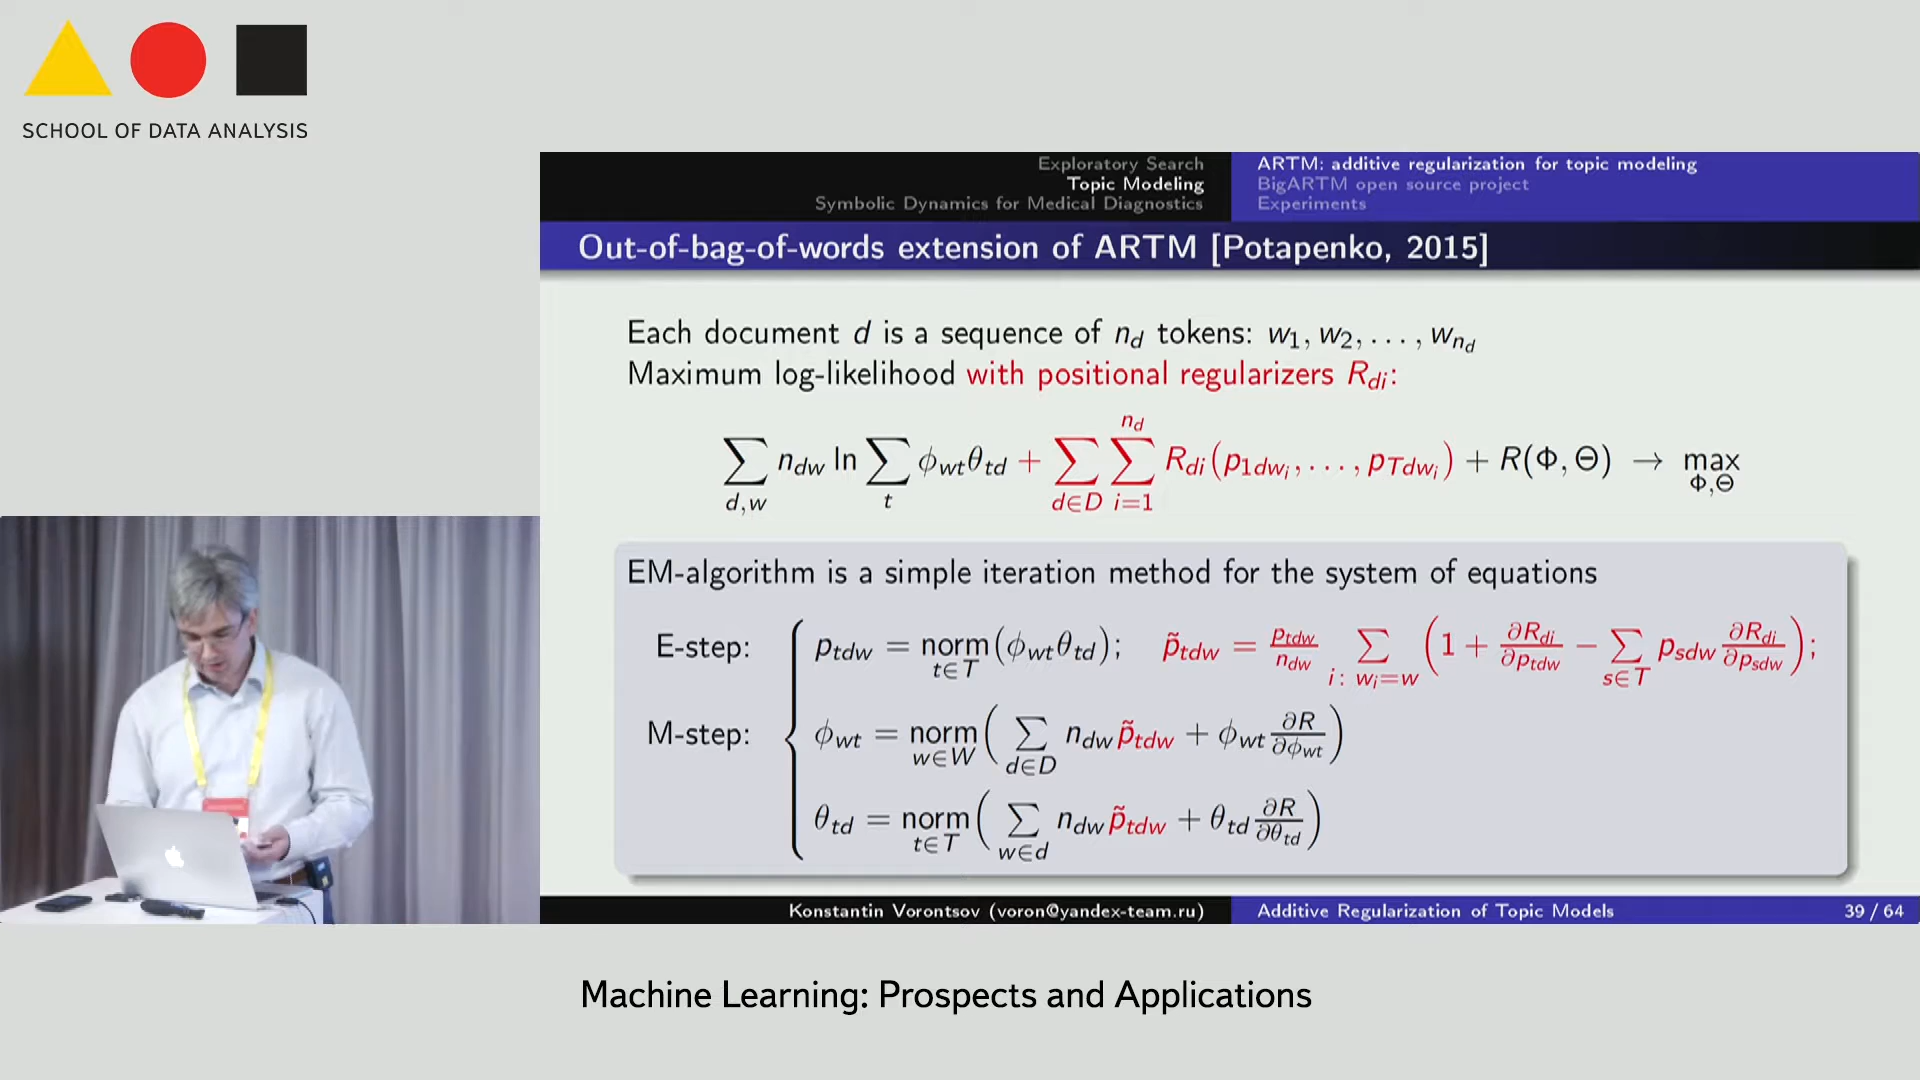 SCHOOL OF DATA ANALYSIS
Exploratory Search
Topic Modeling
Symbolic Dynamics for Medical Diagnostics
ARTM: additive regularization for topic modeling
BigARTM open source project
Experiments
Out-of-bag-of-words extension of ARTM [Potapenko, 2015]
Each document d is a sequence of n_d tokens: w_1, w_2, . . . , w_{n_d}
Maximum log-likelihood with positional regularizers R_{di}:
∑_{d,w} n_{dw} ln ∑_t ϕ_{wt}θ_{td} + ∑_{d∈D} ∑_{i=1}^{n_d} R_{di}(p_{1dw_i}, . . . , p_{Tdw_i}) + R(Φ, Θ) → max_{Φ,Θ}
EM-algorithm is a simple iteration method for the system of equations
E-step: p_{tdw} = norm_{t∈T}(ϕ_{wt}θ_{td}); p̃_{tdw} = p_{tdw}/n_{dw} ∑_{i: w_i=w} (1 + ∂R_{di}/∂p_{tdw} − ∑_{s∈T} p_{sdw} ∂R_{di}/∂p_{sdw});
M-step: ϕ_{wt} = norm_{w∈W}(∑_{d∈D} n_{dw}p̃_{tdw} + ϕ_{wt} ∂R/∂ϕ_{wt})
θ_{td} = norm_{t∈T}(∑_{w∈d} n_{dw}p̃_{tdw} + θ_{td} ∂R/∂θ_{td})
Konstantin Vorontsov (voron@yandex-team.ru)
Additive Regularization of Topic Models
39 / 64
Machine Learning: Prospects and Applications